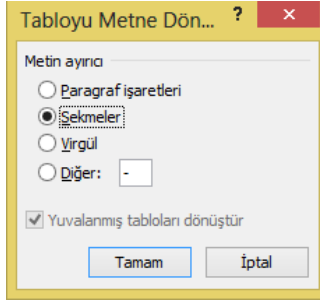 Tabloyu Metne Dön... ? ×
Metin ayırıcı
Paragraf işaretleri
Sekmeler
Virgül
Diğer: -
Yuvalanmış tabloları dönüştür
Tamam İptal